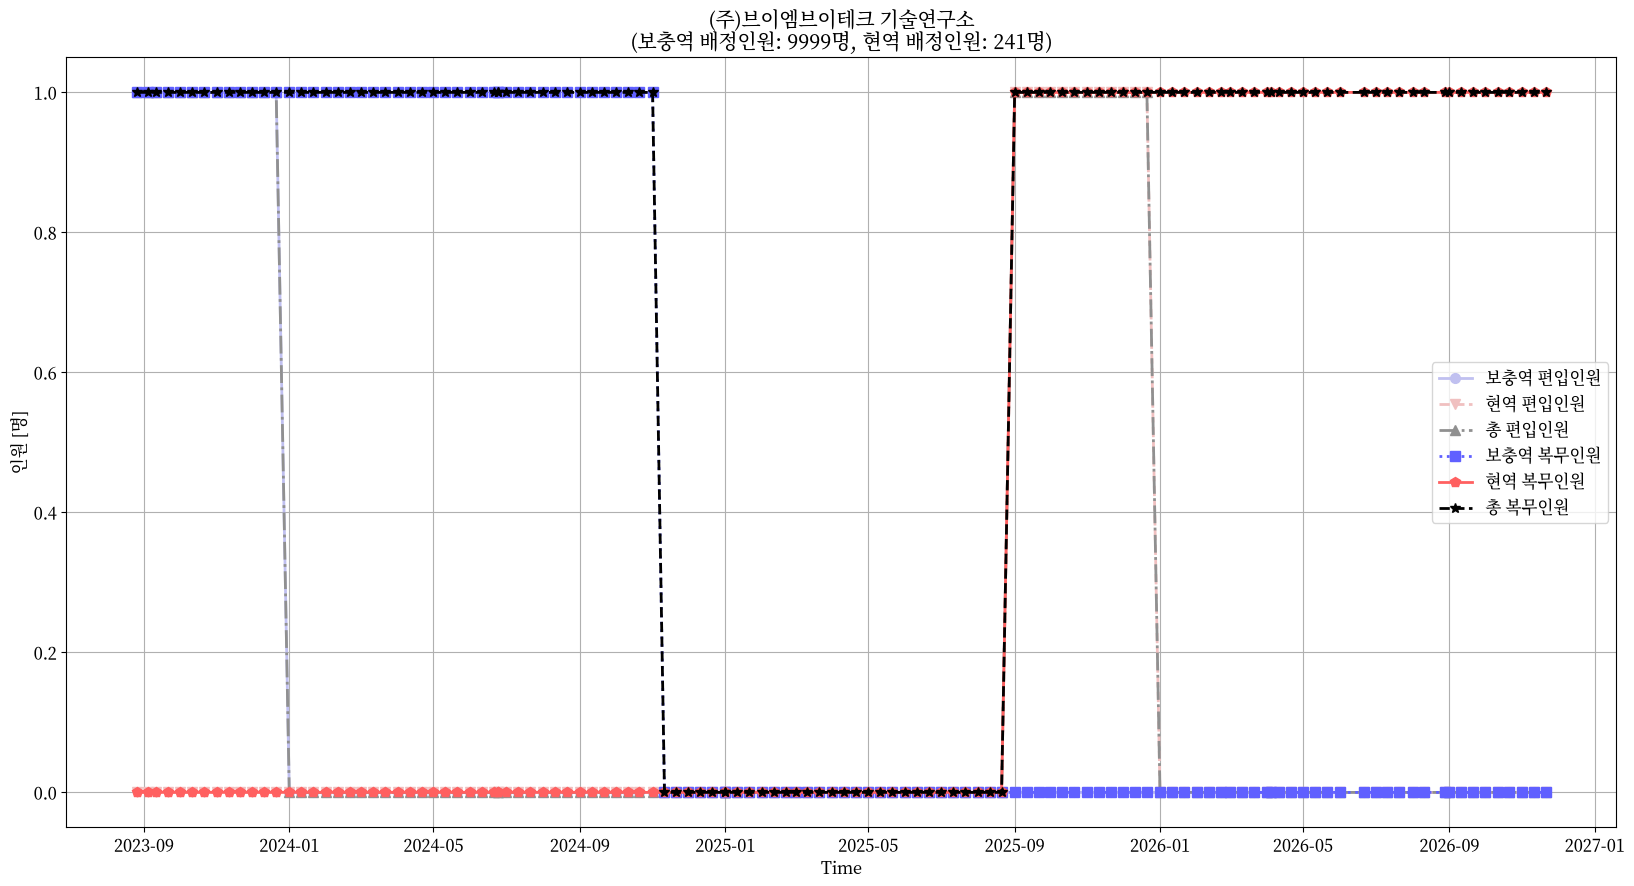 (주)브이엠브이테크 기술연구소
(보충역 배정인원: 9999명, 현역 배정인원: 241명)
1.0
0.8
0.6
0.4
0.2
0.0
인원 [명]
보충역 편입인원
현역 편입인원
총 편입인원
보충역 복무인원
현역 복무인원
총 복무인원
2023-09
2024-01
2024-05
2024-09
2025-01
2025-05
2025-09
2026-01
2026-05
2026-09
2027-01
Time